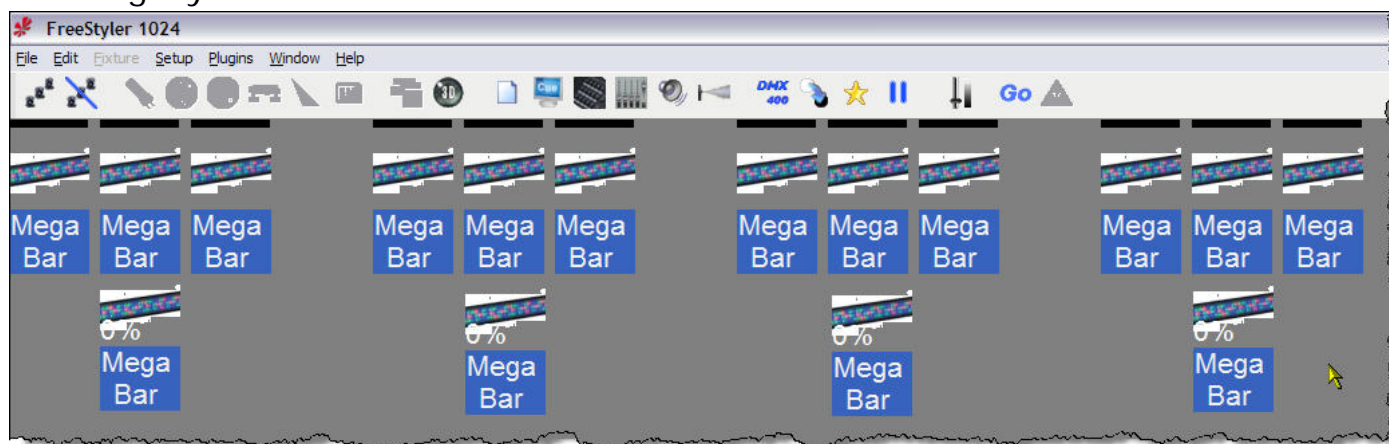 FreeStyler 1024
File Edit Fixture Setup Plugins Window Help
3D Cue DMX 400 Go
Mega Mega Mega Mega Mega Mega Mega Mega Mega Mega Mega Mega
Bar Bar Bar Bar Bar Bar Bar Bar Bar Bar Bar Bar
0% 0% 0% 0%
Mega Mega Mega Mega
Bar Bar Bar Bar